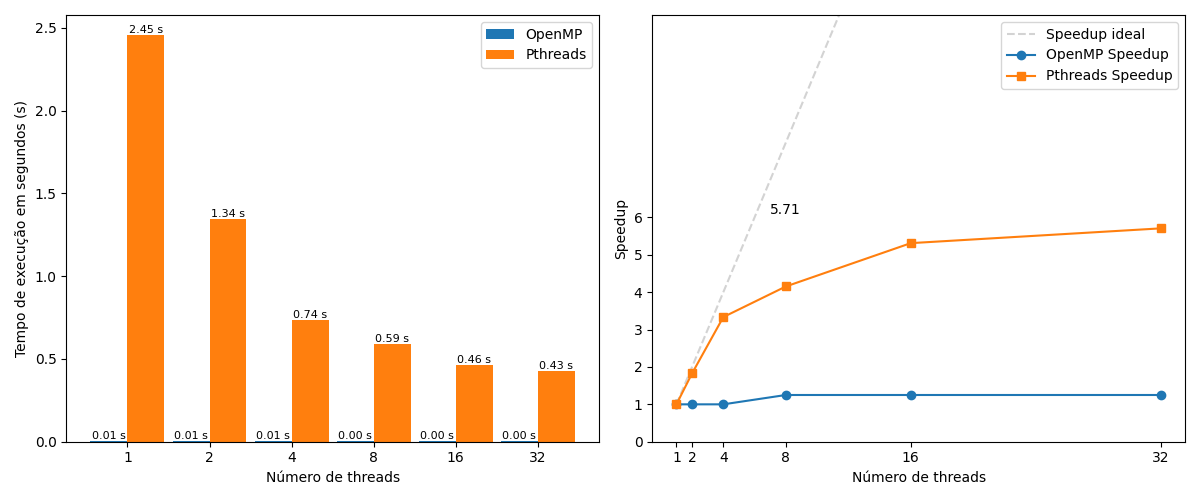 OpenMP
Pthreads
Tempo de execução em segundos (s)
2.5
2.0
1.5
1.0
0.5
0.0
2.45 s
1.34 s
0.74 s
0.59 s
0.46 s
0.43 s
0.01 s
0.01 s
0.01 s
0.00 s
0.00 s
0.00 s
1 2 4 8 16 32
Número de threads
Speedup ideal
OpenMP Speedup
Pthreads Speedup
Speedup
5.71
6
5
4
3
2
1
0
1 2 4 8 16 32
Número de threads